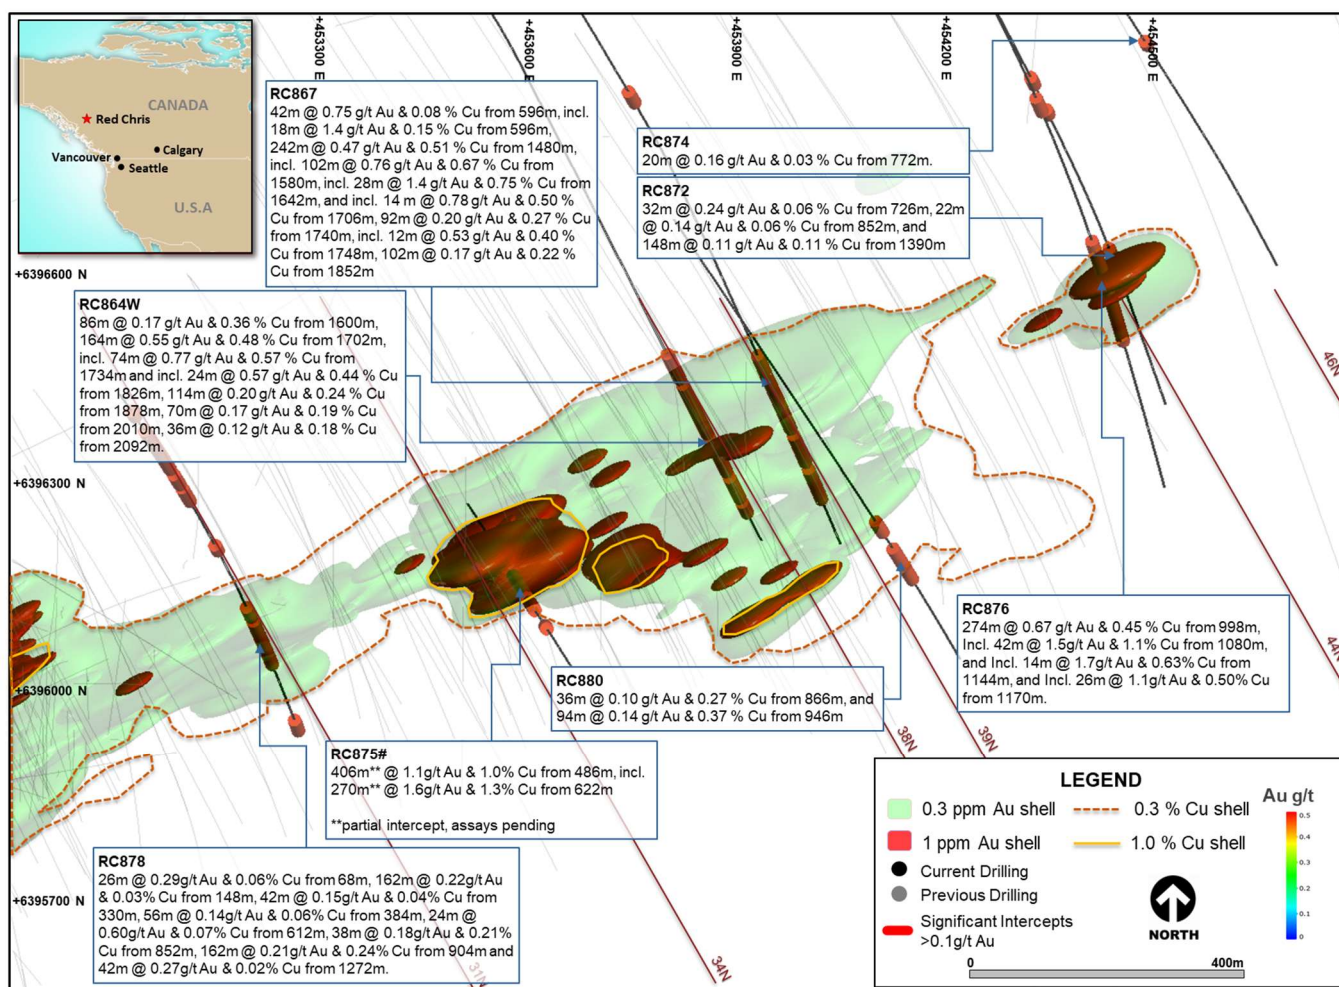 +453300 E
+453600 E
+453900 E
+454200 E
+454500 E
CANADA
Red Chris
Vancouver
Calgary
Seattle
U.S.A
RC867
42m @ 0.75 g/t Au & 0.08 % Cu from 596m, incl.
18m @ 1.4 g/t Au & 0.15 % Cu from 596m,
242m @ 0.47 g/t Au & 0.51 % Cu from 1480m,
incl. 102m @ 0.76 g/t Au & 0.67 % Cu from
1580m, incl. 28m @ 1.4 g/t Au & 0.75 % Cu from
1642m, and incl. 14 m @ 0.78 g/t Au & 0.50 %
Cu from 1706m, 92m @ 0.20 g/t Au & 0.27 % Cu
from 1740m, incl. 12m @ 0.53 g/t Au & 0.40 %
Cu from 1748m, 102m @ 0.17 g/t Au & 0.22 %
Cu from 1852m
RC874
20m @ 0.16 g/t Au & 0.03 % Cu from 772m.
RC872
32m @ 0.24 g/t Au & 0.06 % Cu from 726m, 22m
@ 0.14 g/t Au & 0.06 % Cu from 852m, and
148m @ 0.11 g/t Au & 0.11 % Cu from 1390m
+6396600 N
RC864W
86m @ 0.17 g/t Au & 0.36 % Cu from 1600m,
164m @ 0.55 g/t Au & 0.48 % Cu from 1702m,
incl. 74m @ 0.77 g/t Au & 0.57 % Cu from
1734m and incl. 24m @ 0.57 g/t Au & 0.44 % Cu
from 1826m, 114m @ 0.20 g/t Au & 0.24 % Cu
from 1878m, 70m @ 0.17 g/t Au & 0.19 % Cu
from 2010m, 36m @ 0.12 g/t Au & 0.18 % Cu
from 2092m.
46N
+6396300 N
RC876
274m @ 0.67 g/t Au & 0.45 % Cu from 998m,
Incl. 42m @ 1.5g/t Au & 1.1% Cu from 1080m,
and Incl. 14m @ 1.7g/t Au & 0.63% Cu from
1144m, and Incl. 26m @ 1.1g/t Au & 0.50% Cu
from 1170m.
44N
+6396000 N
RC880
36m @ 0.10 g/t Au & 0.27 % Cu from 866m, and
94m @ 0.14 g/t Au & 0.37 % Cu from 946m
38N
39N
RC875#
406m** @ 1.1g/t Au & 1.0% Cu from 486m, incl.
270m** @ 1.6g/t Au & 1.3% Cu from 622m
**partial intercept, assays pending
+6395700 N
RC878
26m @ 0.29g/t Au & 0.06% Cu from 68m, 162m @ 0.22g/t Au
& 0.03% Cu from 148m, 42m @ 0.15g/t Au & 0.04% Cu from
330m, 56m @ 0.14g/t Au & 0.06% Cu from 384m, 24m @
0.60g/t Au & 0.07% Cu from 612m, 38m @ 0.18g/t Au & 0.21%
Cu from 852m, 162m @ 0.21g/t Au & 0.24% Cu from 904m and
42m @ 0.27g/t Au & 0.02% Cu from 1272m.
31N
34N
LEGEND
0.3 ppm Au shell
0.3 % Cu shell
1 ppm Au shell
1.0 % Cu shell
Current Drilling
Previous Drilling
Significant Intercepts
>0.1g/t Au
NORTH
Au g/t
0.5
0.4
0.3
0.2
0.1
0
0
400m